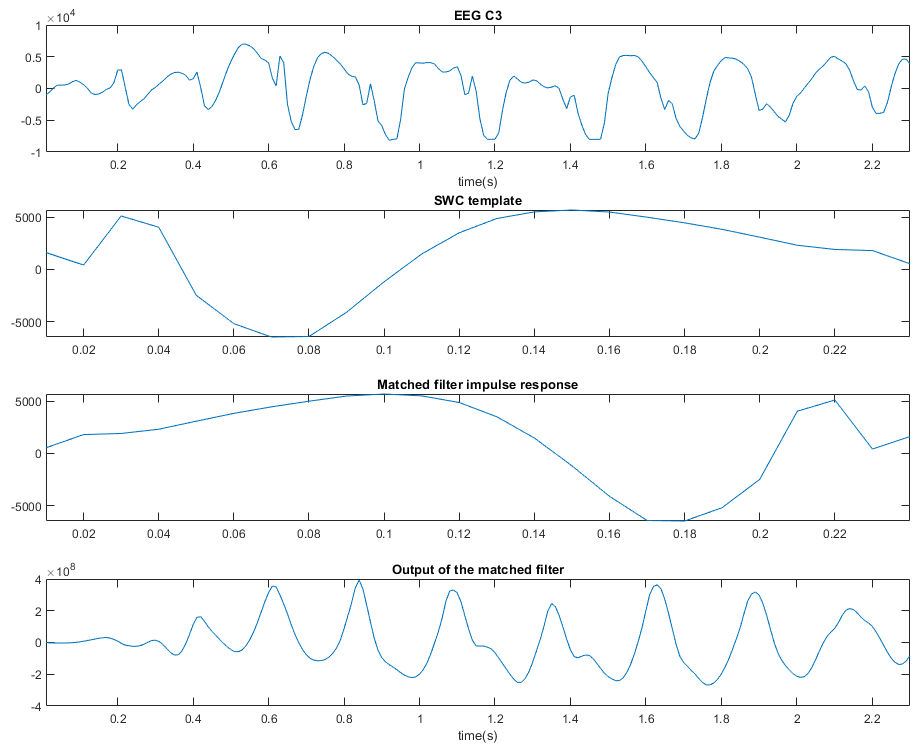 EEG C3
×10⁴
1
0.5
0
-0.5
-1
0.2 0.4 0.6 0.8 1 1.2 1.4 1.6 1.8 2 2.2
time(s)
SWC template
5000
0
-5000
0.02 0.04 0.06 0.08 0.1 0.12 0.14 0.16 0.18 0.2 0.22
Matched filter impulse response
5000
0
-5000
0.02 0.04 0.06 0.08 0.1 0.12 0.14 0.16 0.18 0.2 0.22
Output of the matched filter
×10⁸
4
2
0
-2
-4
0.2 0.4 0.6 0.8 1 1.2 1.4 1.6 1.8 2 2.2
time(s)